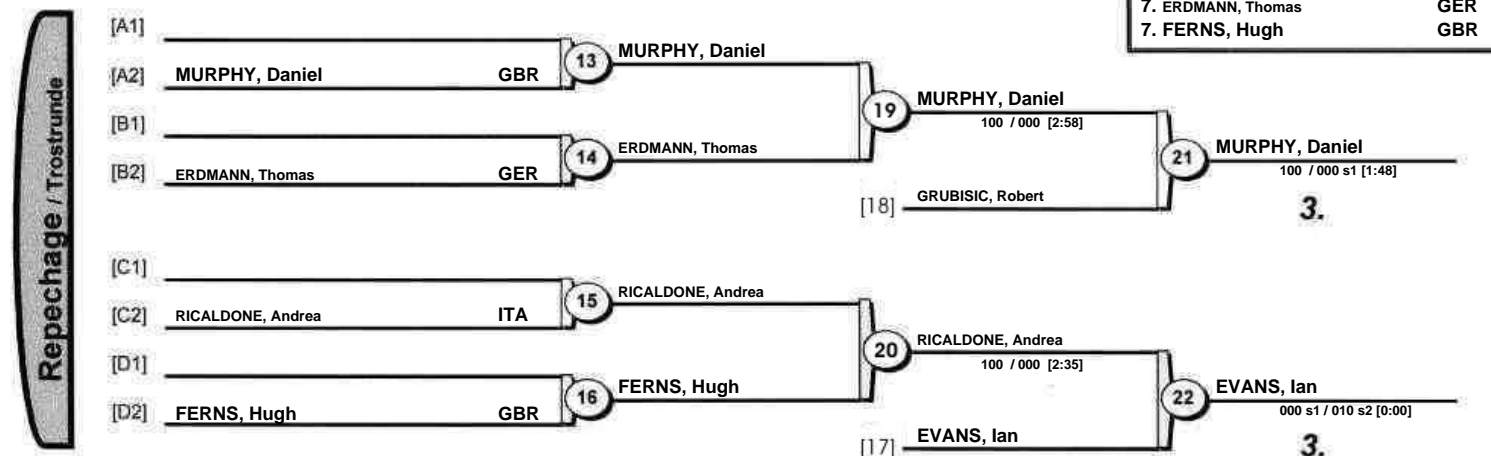 7. ERDMANN, Thomas GER
7. FERNS, Hugh GBR
Repechage / Trostrunde
[A1]
[A2] MURPHY, Daniel GBR
13 MURPHY, Daniel
[B1]
[B2] ERDMANN, Thomas GER
14 ERDMANN, Thomas
19 MURPHY, Daniel
100 / 000 [2:58]
[18] GRUBISIC, Robert
21 MURPHY, Daniel
100 / 000 s1 [1:48]
3.
[C1]
[C2] RICALDONE, Andrea ITA
15 RICALDONE, Andrea
[D1]
[D2] FERNS, Hugh GBR
16 FERNS, Hugh
20 RICALDONE, Andrea
100 / 000 [2:35]
[17] EVANS, Ian
22 EVANS, Ian
000 s1 / 010 s2 [0:00]
3.